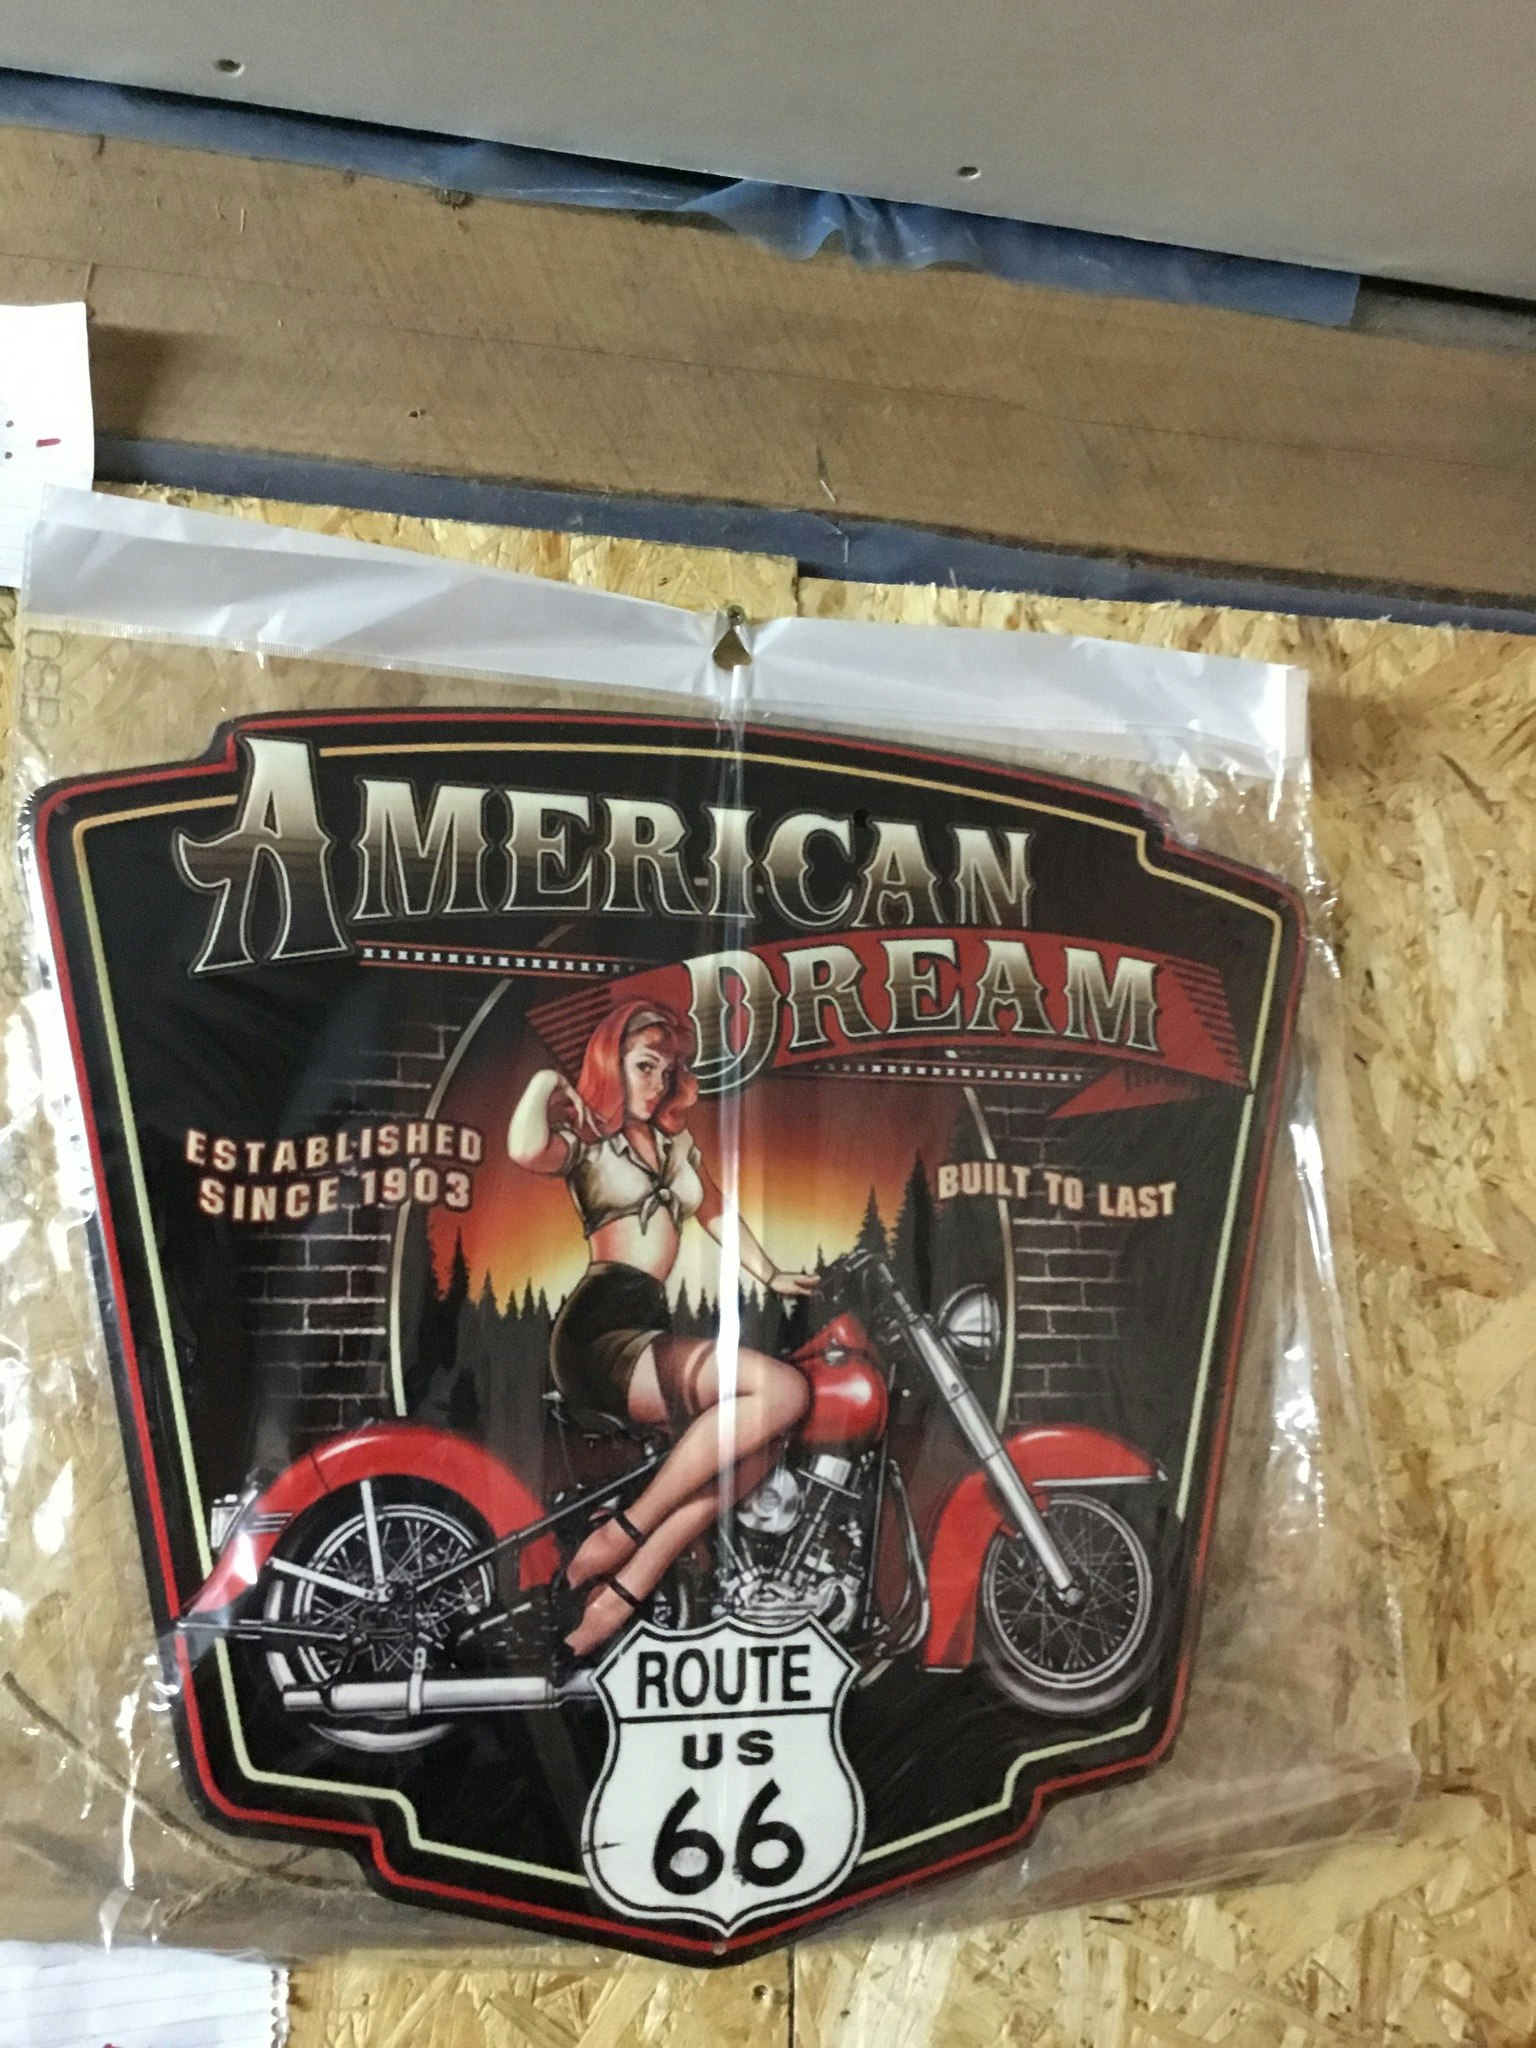 AMERICAN
DREAM
ESTABLISHED
SINCE 1903
BUILT TO LAST
ROUTE
US
66